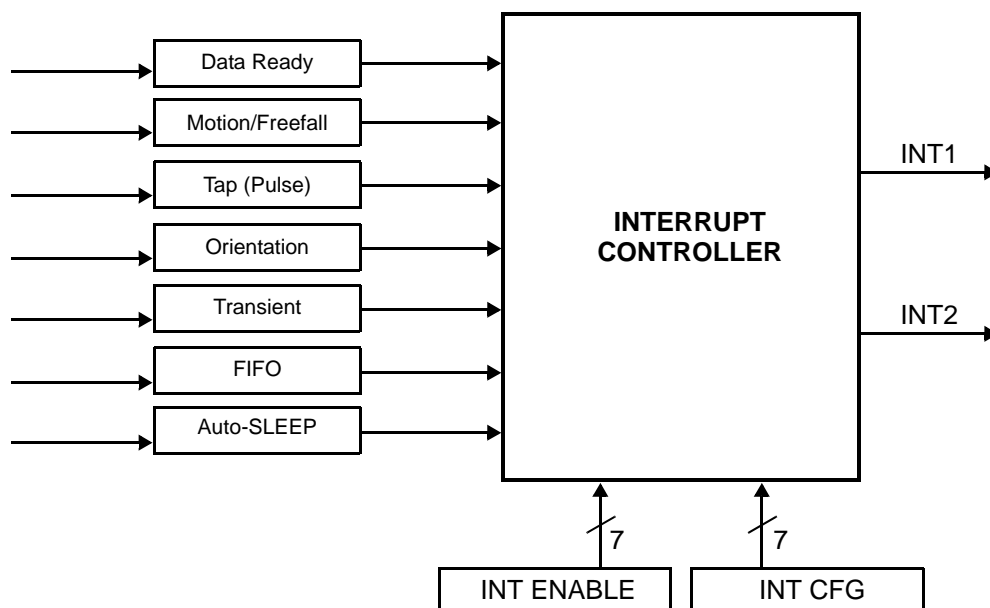 Data Ready
Motion/Freefall
Tap (Pulse)
Orientation
Transient
FIFO
Auto-SLEEP
INTERRUPT
CONTROLLER
INT1
INT2
7
7
INT ENABLE
INT CFG